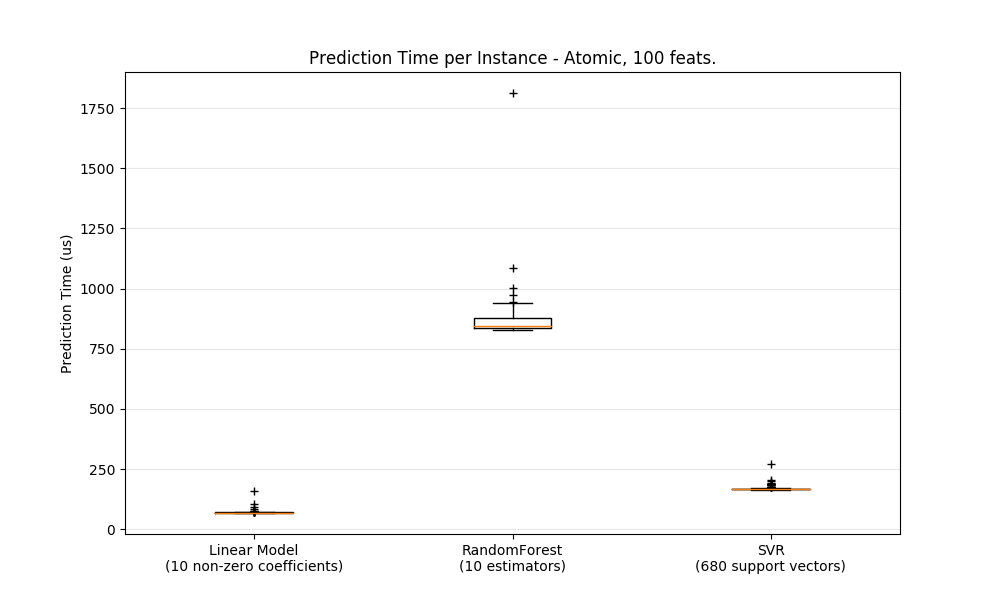 Prediction Time per Instance - Atomic, 100 feats.
Prediction Time (us)
1750
1500
1250
1000
750
500
250
0
Linear Model
(10 non-zero coefficients)
RandomForest
(10 estimators)
SVR
(680 support vectors)